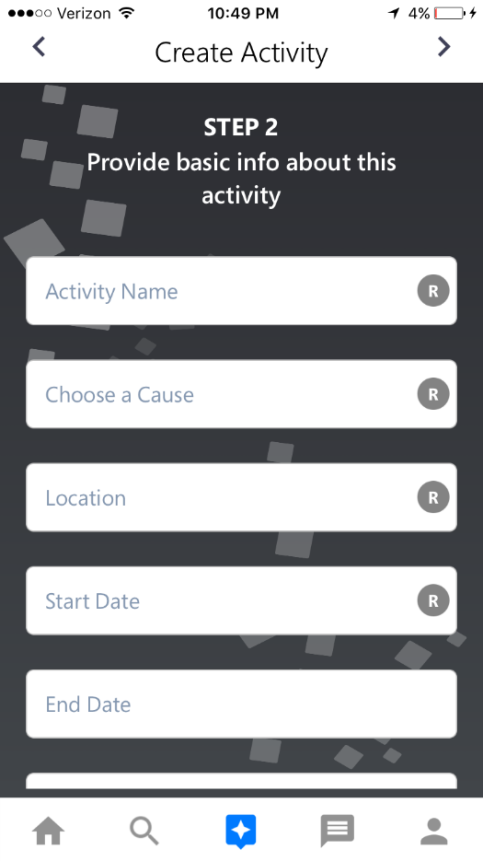 Verizon 10:49 PM 4%
Create Activity
STEP 2
Provide basic info about this
activity
Activity Name R
Choose a Cause R
Location R
Start Date R
End Date